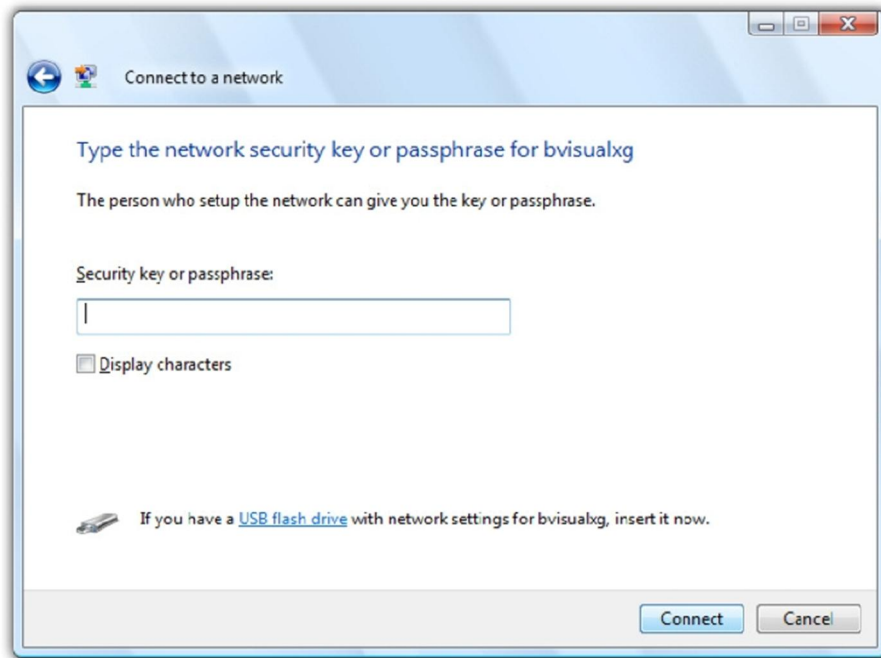 Connect to a network
Type the network security key or passphrase for bvisualxg
The person who setup the network can give you the key or passphrase.
Security key or passphrase:
Display characters
If you have a USB flash drive with network settings for bvisualxg, insert it now.
Connect Cancel